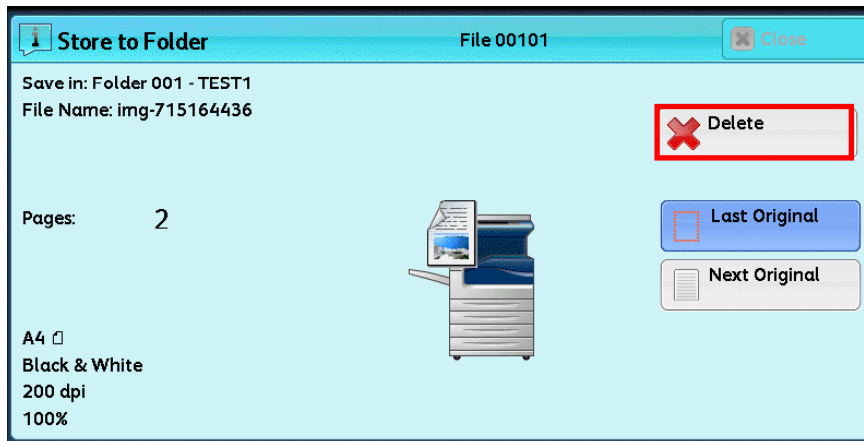 Store to Folder
File 00101
Close
Save in: Folder 001 - TEST1
File Name: img-715164436
Delete
Pages: 2
Last Original
Next Original
A4
Black & White
200 dpi
100%